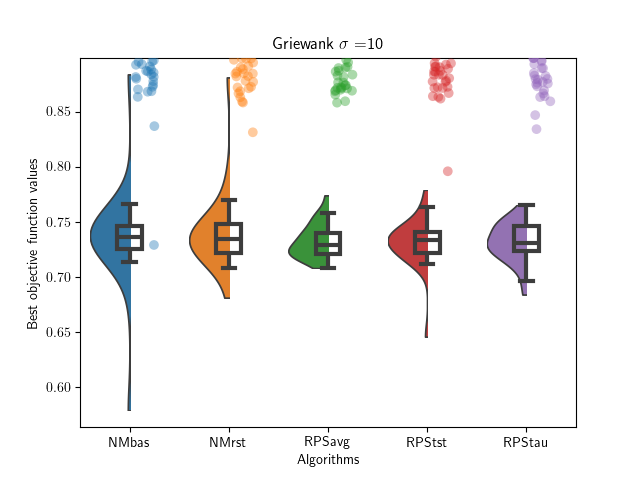 Griewank σ =10
Best objective function values
0.85
0.80
0.75
0.70
0.65
0.60
NMbas NMrst RPSavg RPStst RPStau
Algorithms